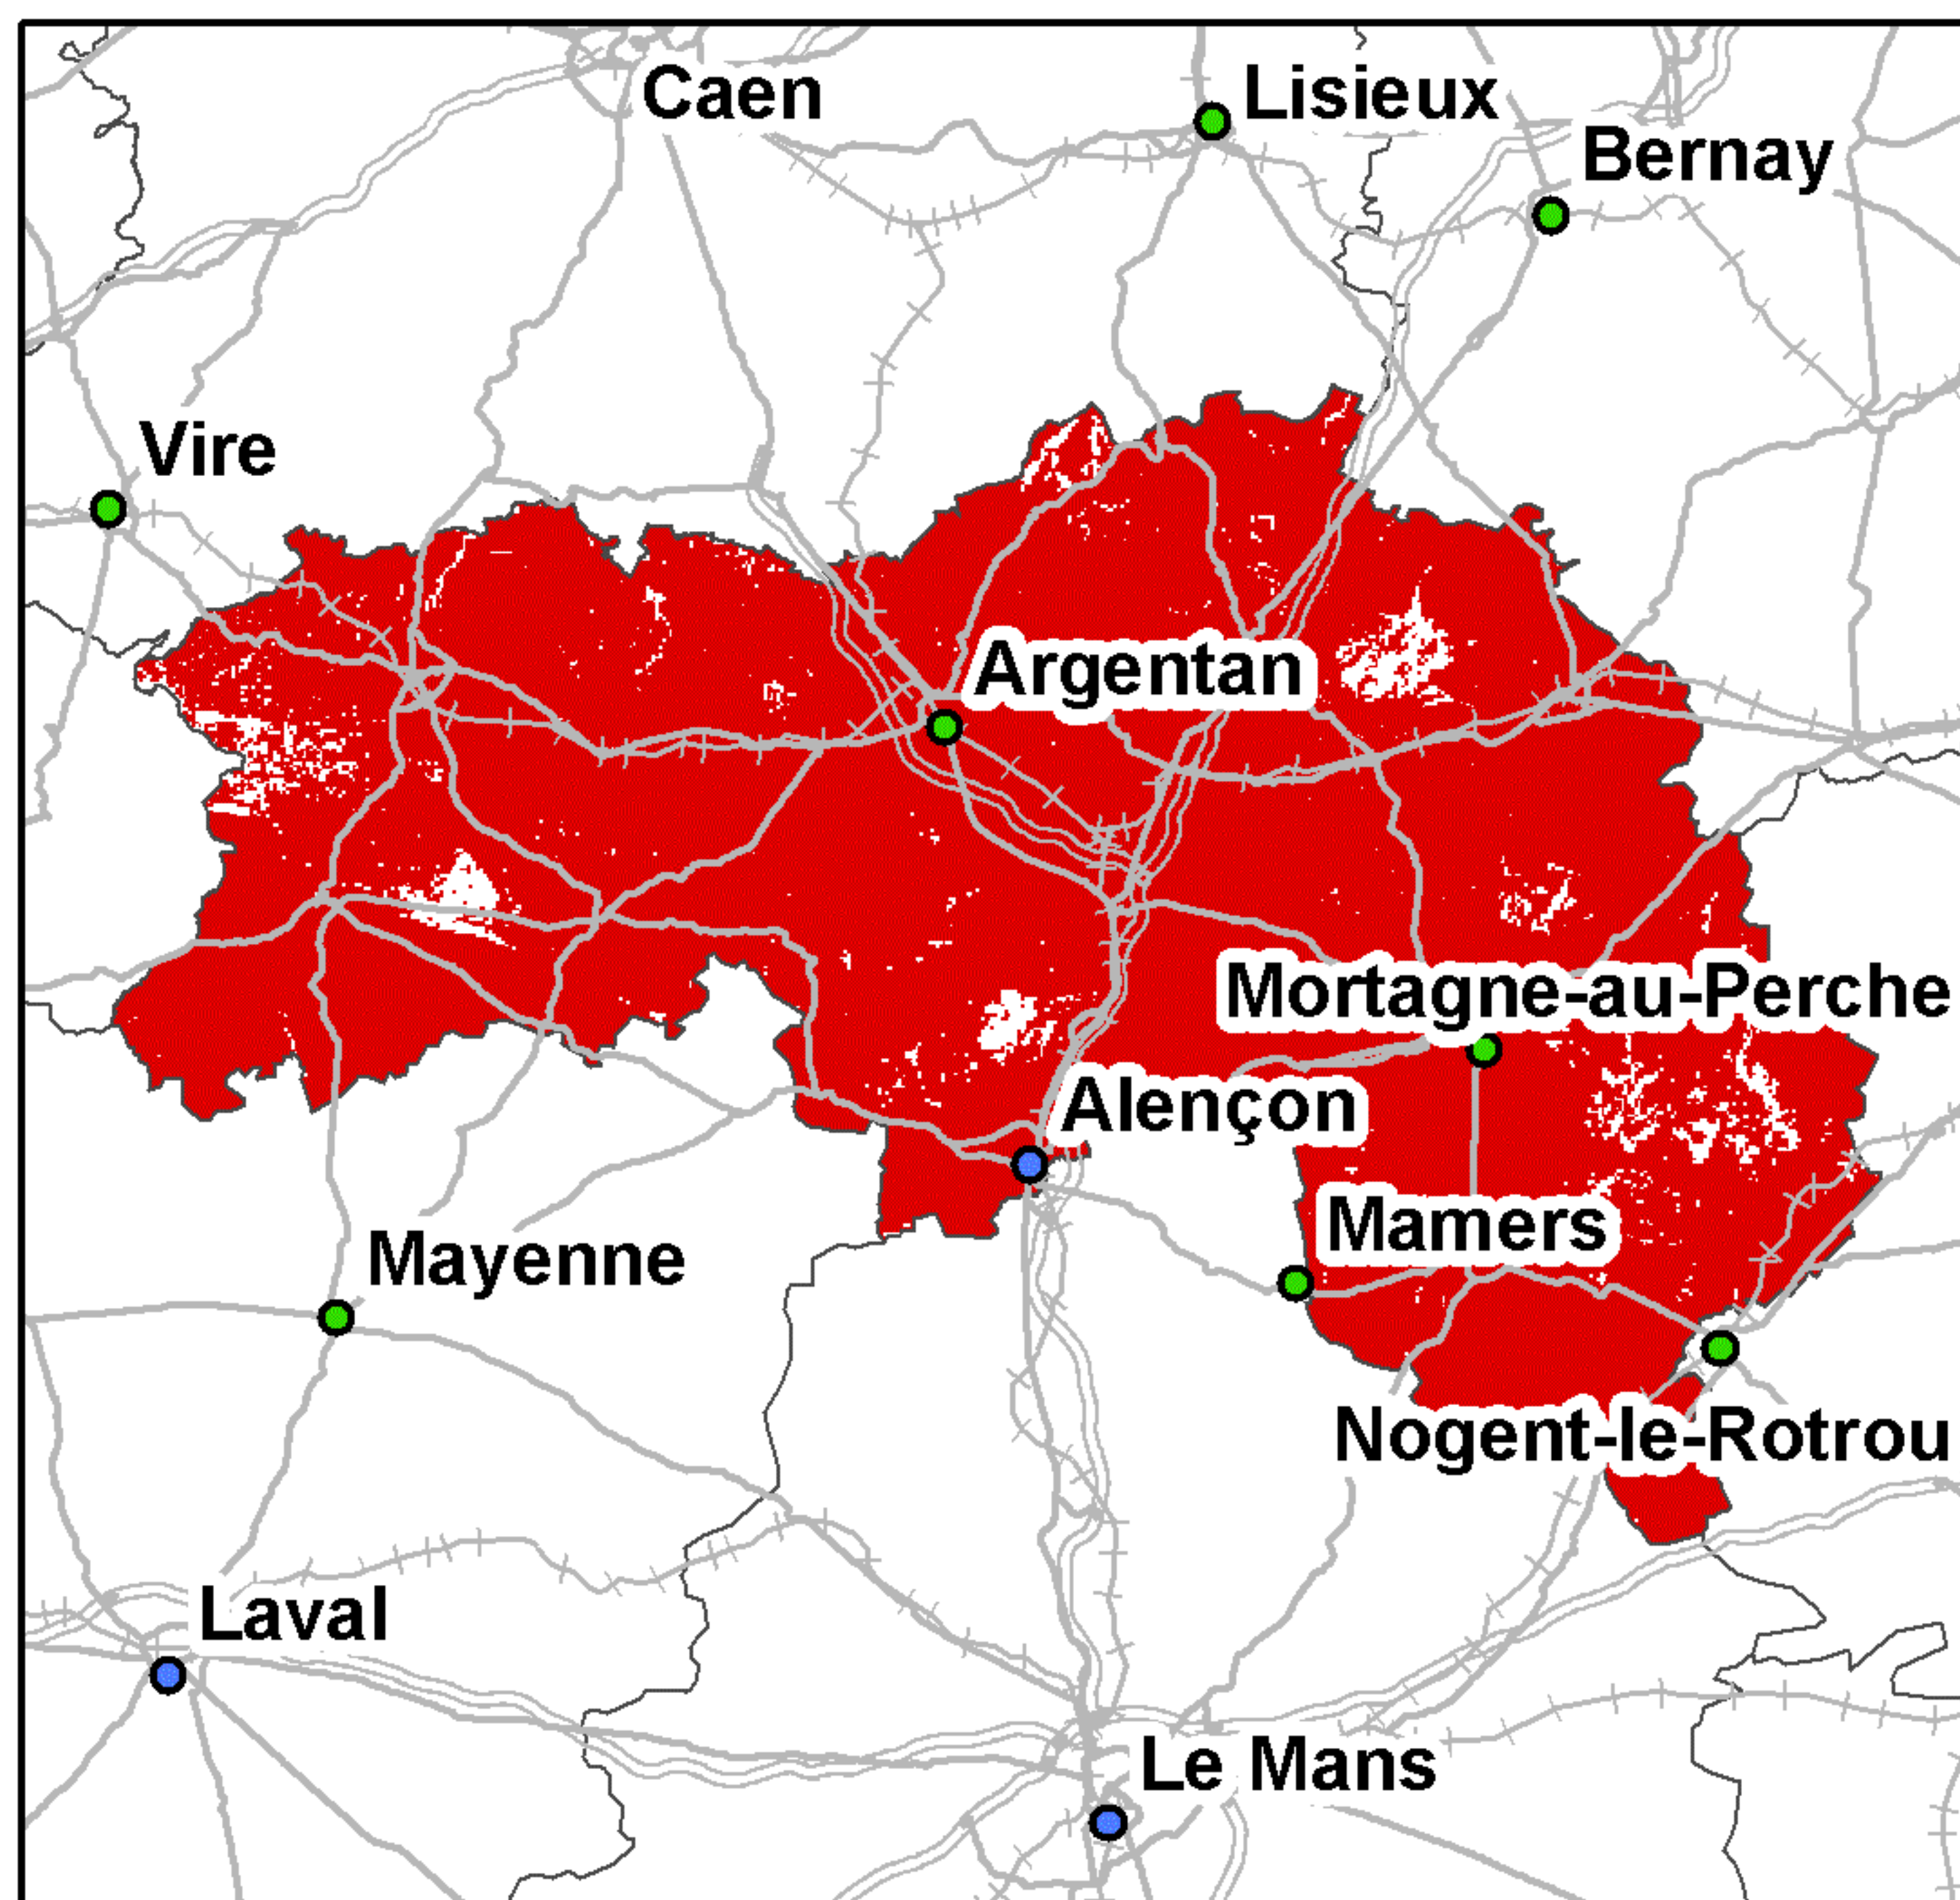 Caen
Lisieux
Bernay
Vire
Argentan
Mortagne-au-Perche
Alençon
Mamers
Mayenne
Nogent-le-Rotrou
Laval
Le Mans